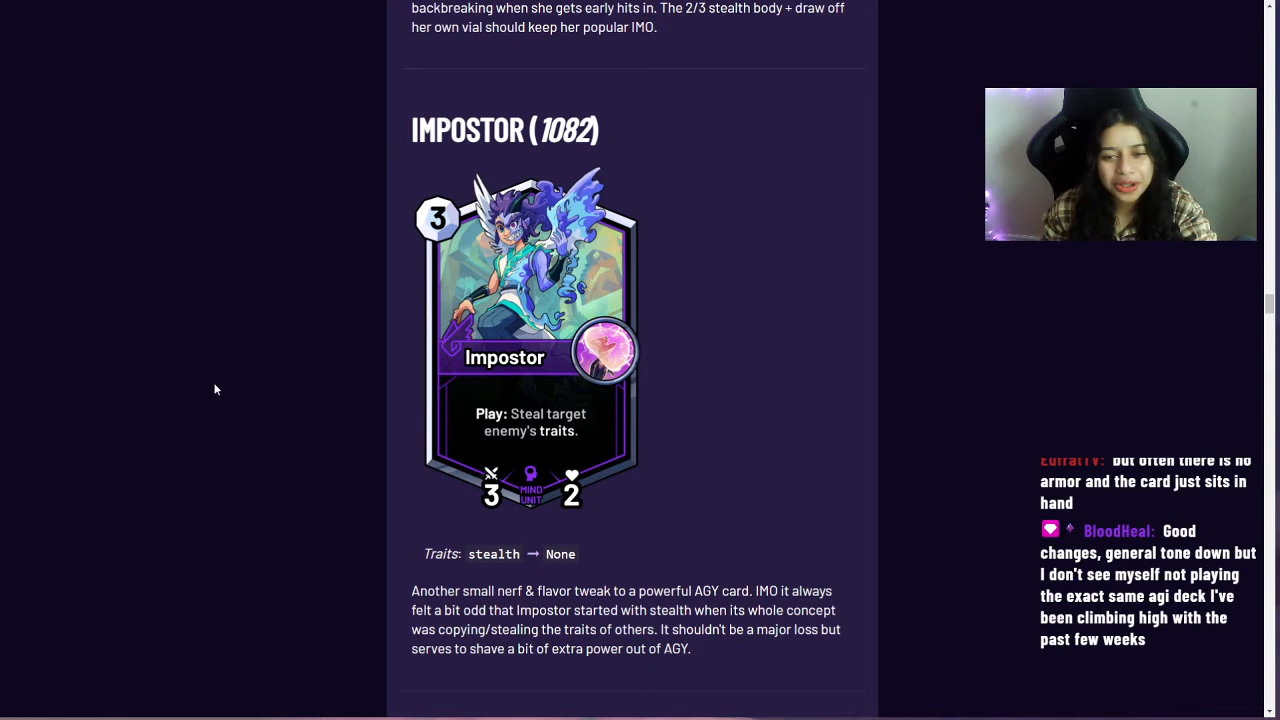 backbreaking when she gets early hits in. The 2/3 stealth body + draw off
her own vial should keep her popular IMO.
IMPOSTOR (1082)
3
Impostor
Play: Steal target
enemy's traits.
3
MIND
UNIT
2
Traits: stealth → None
Another small nerf & flavor tweak to a powerful AGY card. IMO it always
felt a bit odd that Impostor started with stealth when its whole concept
was copying/stealing the traits of others. It shouldn't be a major loss but
serves to shave a bit of extra power out of AGY.
EufratTV: but often there is no
armor and the card just sits in
hand
BloodHeal: Good
changes, general tone down but
I don't see myself not playing
the exact same agi deck I've
been climbing high with the
past few weeks